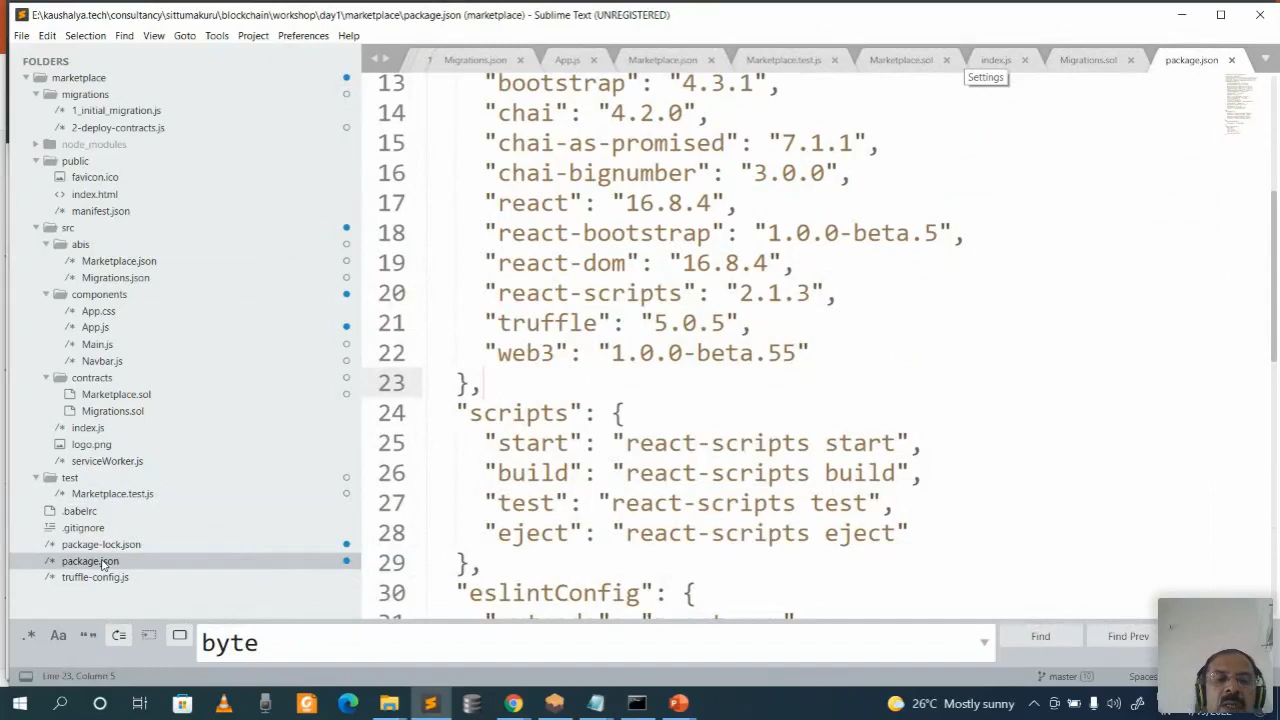 E:\kaushalya.tech\consultancy\sittumakuru\blockchain\workshop\day1\marketplace\package.json (marketplace) - Sublime Text (UNREGISTERED)
File Edit Selection Find View Goto Tools Project Preferences Help
FOLDERS
marketplace
migrations
1_initial_migration.js
2-deploy-contracts.js
node_modules
public
favicon.ico
index.html
manifest.json
src
abis
Marketplace.json
Migrations.json
components
App.css
App.js
Main.js
Navbar.js
contracts
Marketplace.sol
Migrations.sol
index.js
logo.png
serviceWorker.js
test
Marketplace.test.js
.babelrc
.gitignore
package-lock.json
package.json
truffle-config.js
Migrations.json App.js Marketplace.json Marketplace.test.js Marketplace.sol index.js Migrations.sol package.json
Settings
13 "bootstrap": "4.3.1",
14 "chai": "4.2.0",
15 "chai-as-promised": "7.1.1",
16 "chai-bignumber": "3.0.0",
17 "react": "16.8.4",
18 "react-bootstrap": "1.0.0-beta.5",
19 "react-dom": "16.8.4",
20 "react-scripts": "2.1.3",
21 "truffle": "5.0.5",
22 "web3": "1.0.0-beta.55"
23 },
24 "scripts": {
25 "start": "react-scripts start",
26 "build": "react-scripts build",
27 "test": "react-scripts test",
28 "eject": "react-scripts eject"
29 },
30 "eslintConfig": {
.* Aa “” byte Find Find Prev
Line 23, Column 5 master 10 Spaces
26°C Mostly sunny